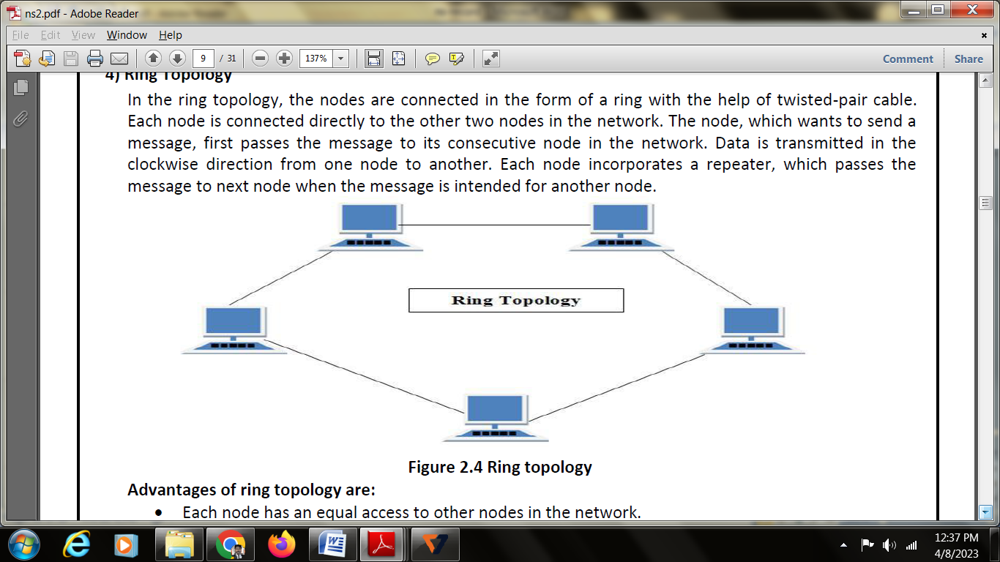 ns2.pdf - Adobe Reader
File Edit View Window Help
9 / 31 137% Comment Share
4) Ring Topology
In the ring topology, the nodes are connected in the form of a ring with the help of twisted-pair cable.
Each node is connected directly to the other two nodes in the network. The node, which wants to send a
message, first passes the message to its consecutive node in the network. Data is transmitted in the
clockwise direction from one node to another. Each node incorporates a repeater, which passes the
message to next node when the message is intended for another node.
Ring Topology
Figure 2.4 Ring topology
Advantages of ring topology are:
• Each node has an equal access to other nodes in the network.
12:37 PM
4/8/2023